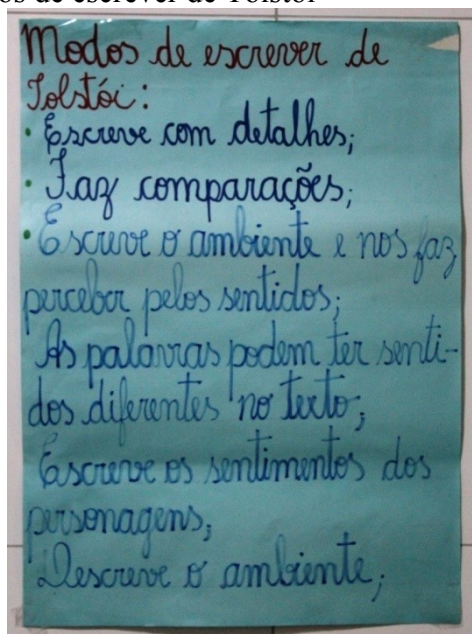 os de escrever de Tolstói
Modos de escrever de
Tolstói:
• Escreve com detalhes;
• Faz comparações;
• Escreve o ambiente e nos faz
perceber pelos sentidos;
As palavras podem ter senti-
dos diferentes no texto;
Escreve os sentimentos dos
personagens;
Descreve o ambiente;